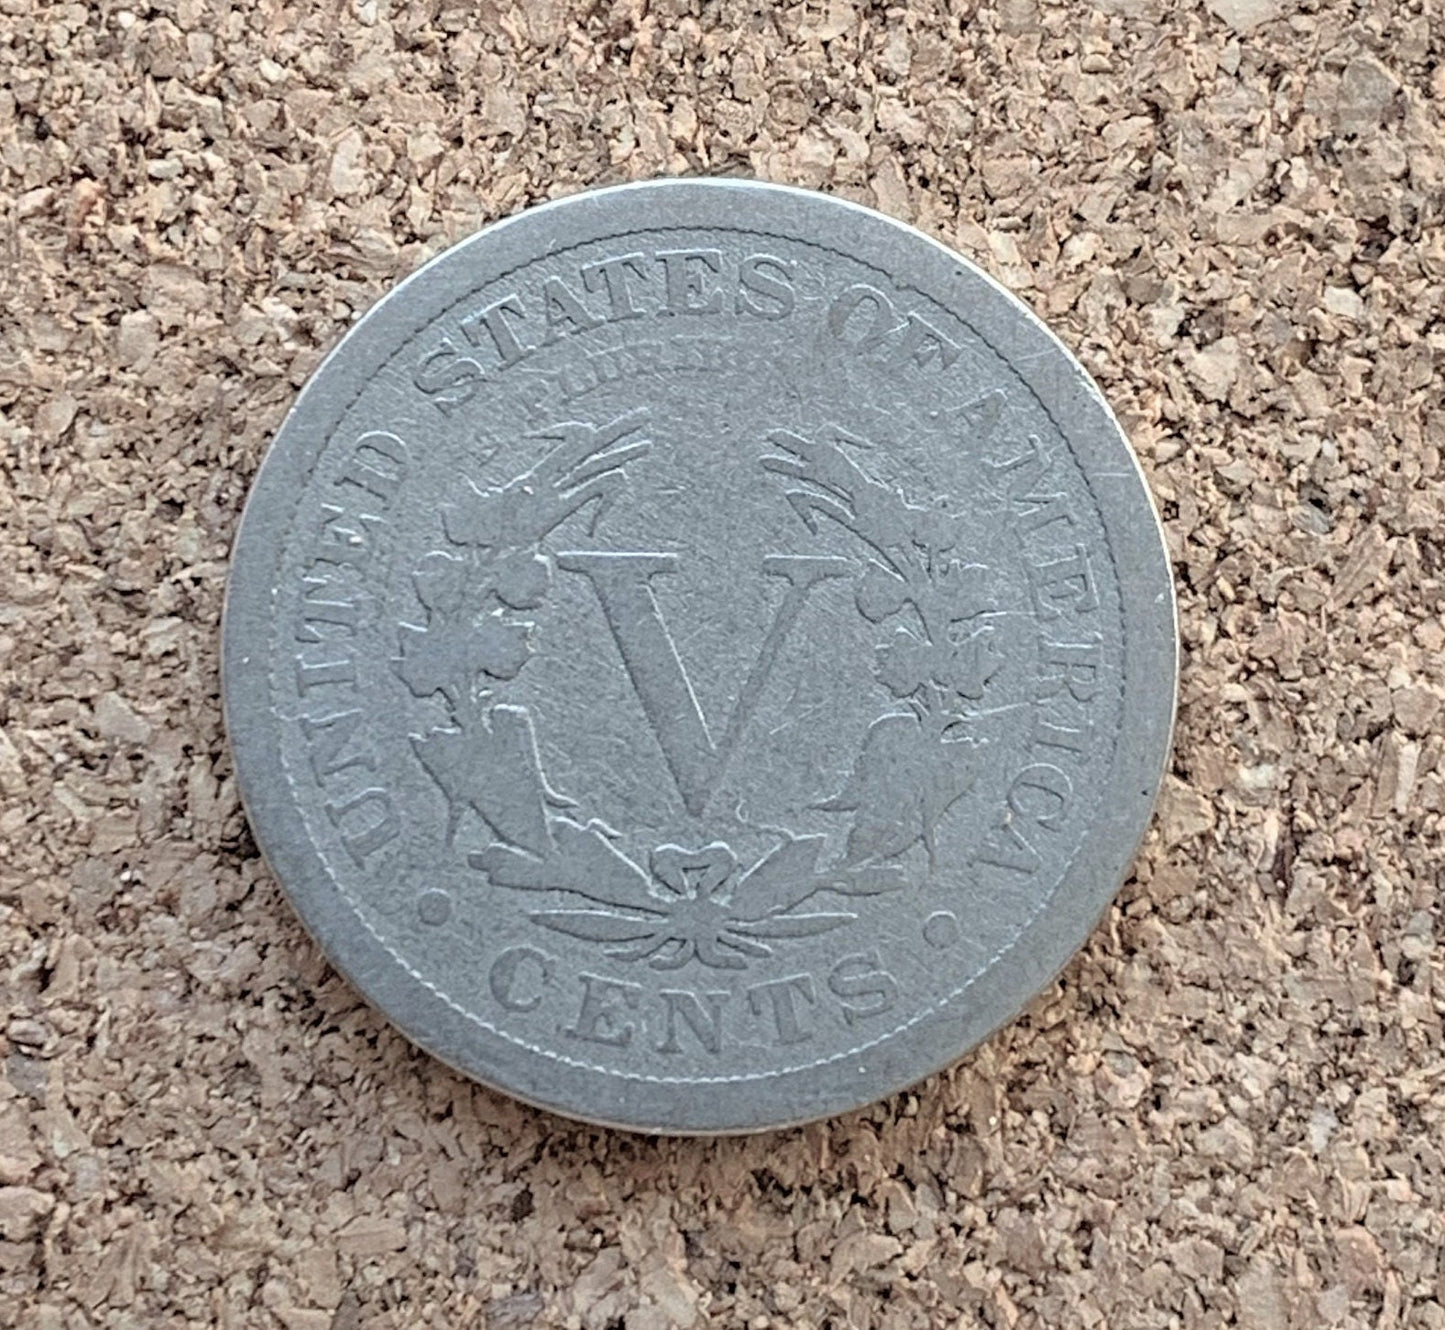 UNITED STATES OF AMERICA
V
CENTS